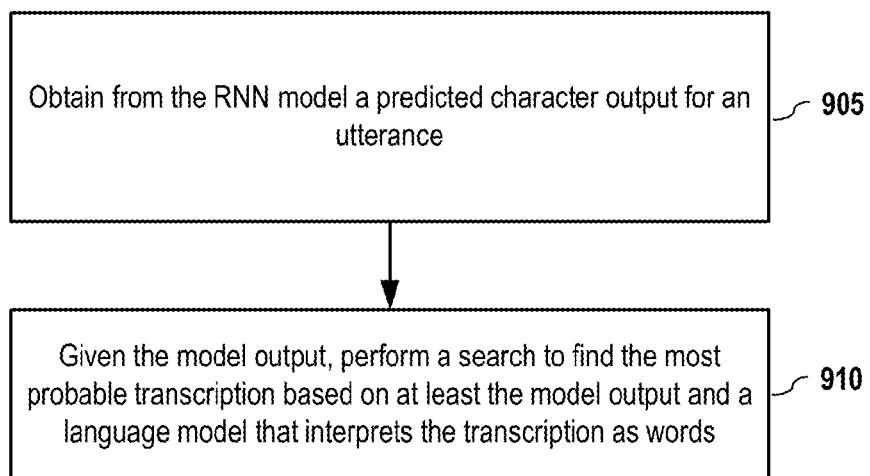 Obtain from the RNN model a predicted character output for an
utterance
905
Given the model output, perform a search to find the most
probable transcription based on at least the model output and a
language model that interprets the transcription as words
910